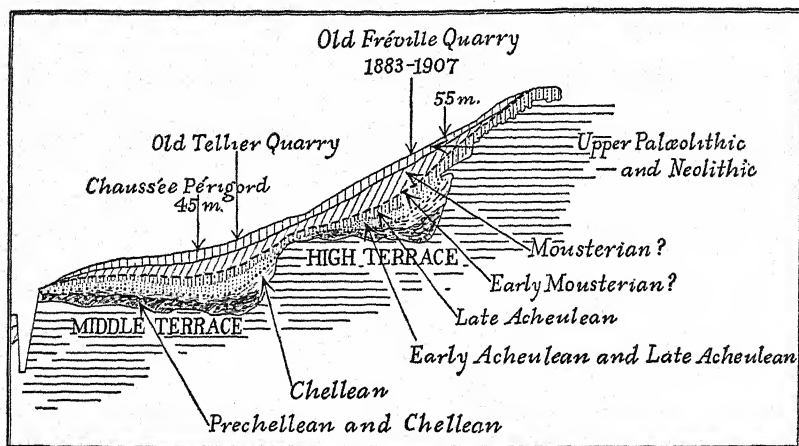 Old Fréville Quarry
1883-1907
55 m.
Old Tellier Quarry
Upper Palæolithic
and Neolithic
Chaussée Périgord
45 m.
Mousterian?
HIGH TERRACE
Early Mousterian?
Late Acheulean
MIDDLE TERRACE
Early Acheulean and Late Acheulean
Chellean
Prechellean and Chellean